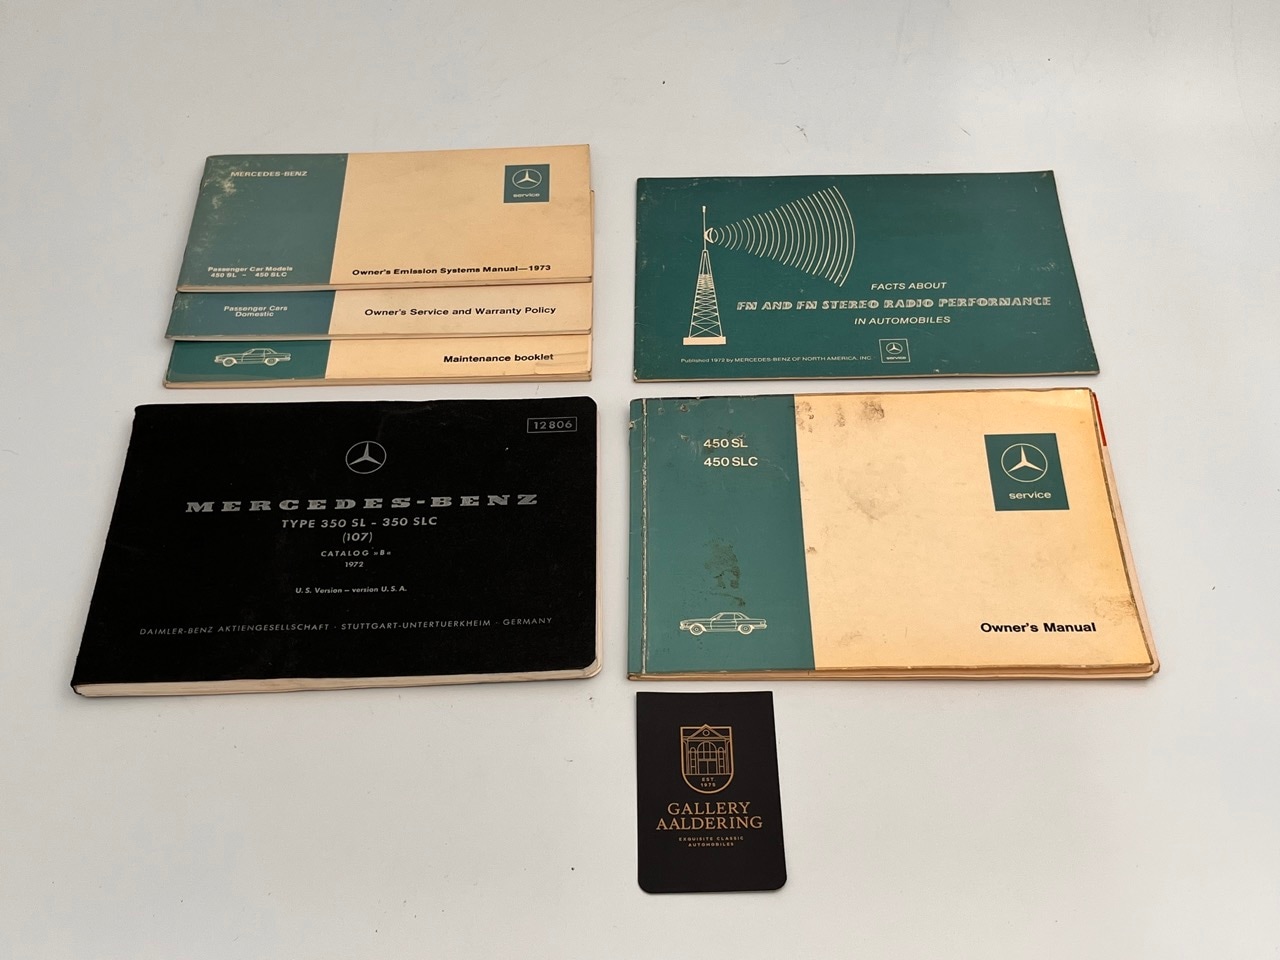 MERCEDES-BENZ
service
Passenger Car Models
450 SL - 450 SLC
Owner's Emission Systems Manual—1973
Passenger Cars
Domestic
Owner's Service and Warranty Policy
Maintenance booklet
FACTS ABOUT
FM AND FM STEREO RADIO PERFORMANCE
IN AUTOMOBILES
Published 1972 by MERCEDES-BENZ OF NORTH AMERICA, INC
service
12806
MERCEDES-BENZ
TYPE 350 SL - 350 SLC
(107)
CATALOG »B«
1972
U.S. Version – version U.S.A.
DAIMLER-BENZ AKTIENGESELLSCHAFT · STUTTGART-UNTERTUERKHEIM · GERMANY
450 SL
450 SLC
service
Owner's Manual
EST.
1975
GALLERY
AALDERING
EXQUISITE CLASSIC
AUTOMOBILES